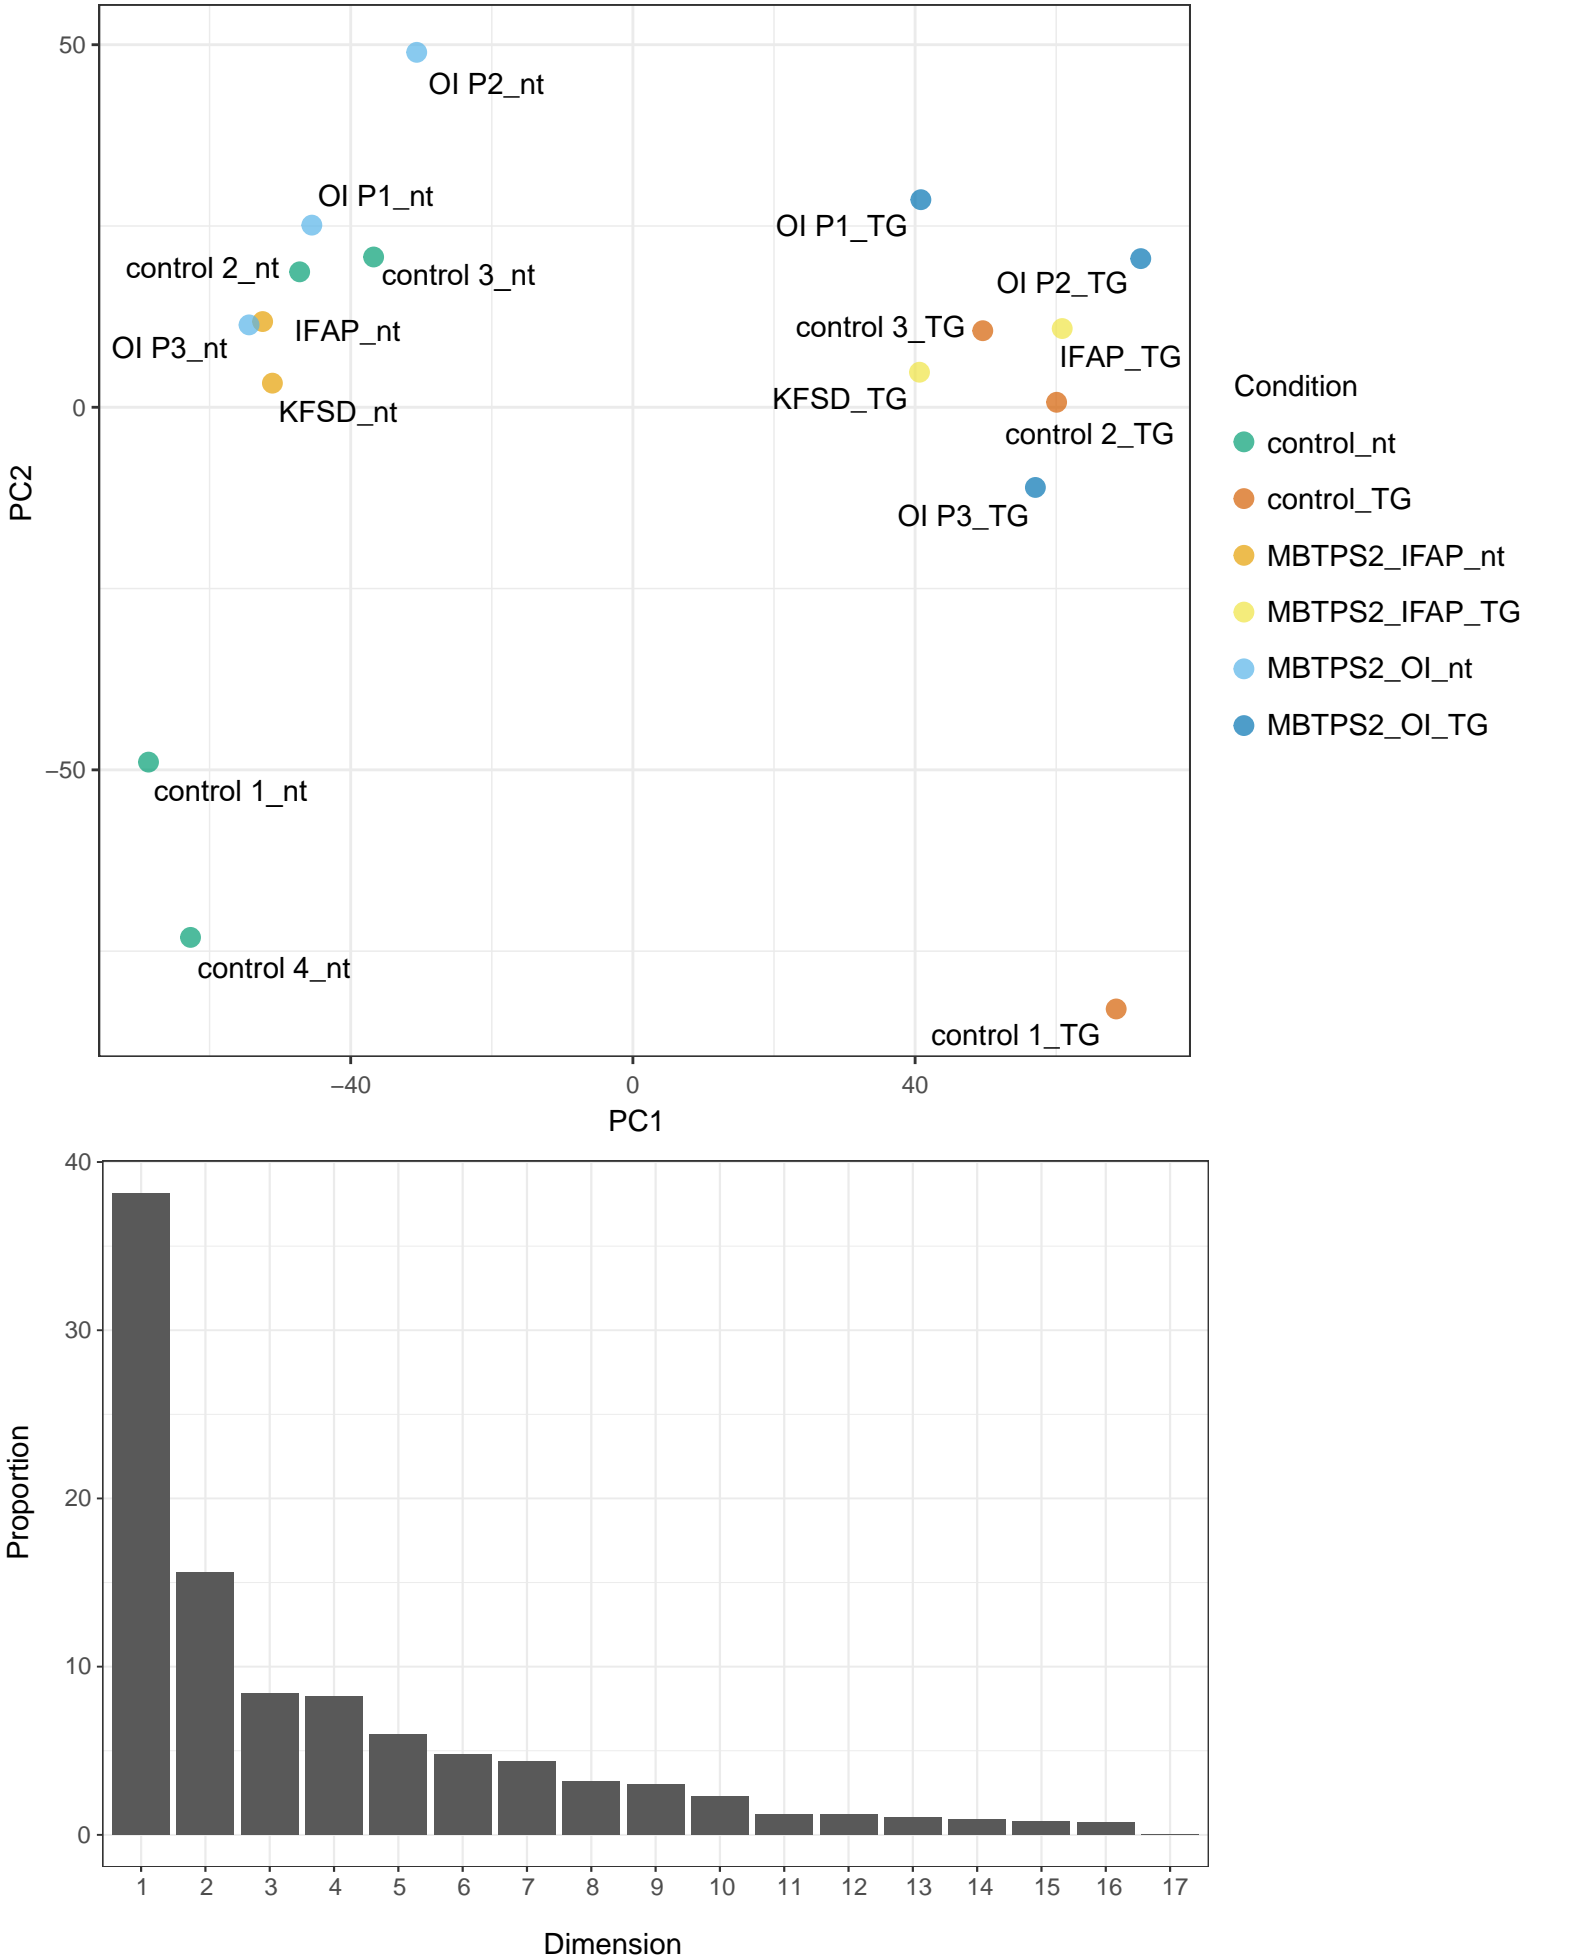 50
OI P2_nt
OI P1_nt
OI P1_TG
control 2_nt
control 3_nt
OI P2_TG
control 3_TG
IFAP_nt
OI P3_nt
IFAP_TG
KFSD_TG
KFSD_nt
0
control 2_TG
OI P3_TG
PC2
−50
control 1_nt
control 4_nt
control 1_TG
−40
0
40
PC1
Condition
control_nt
control_TG
MBTPS2_IFAP_nt
MBTPS2_IFAP_TG
MBTPS2_OI_nt
MBTPS2_OI_TG
40
30
20
10
0
Proportion
1 2 3 4 5 6 7 8 9 10 11 12 13 14 15 16 17
Dimension